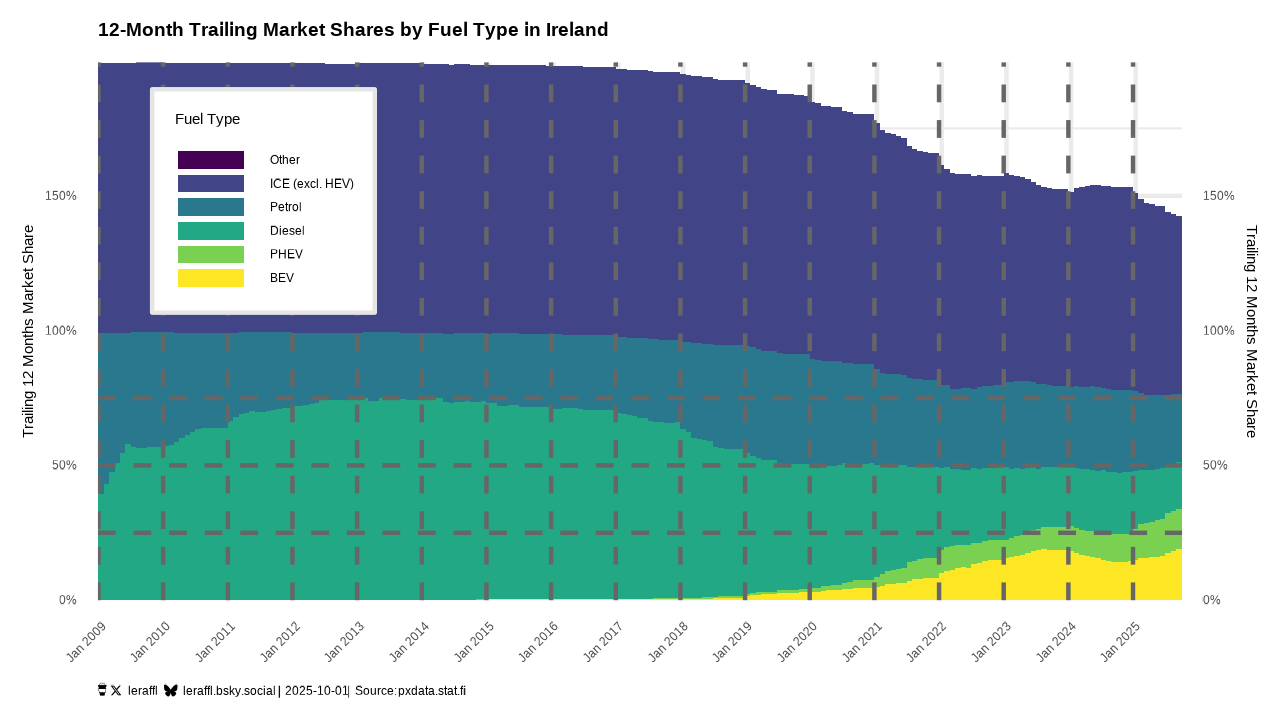 12-Month Trailing Market Shares by Fuel Type in Ireland
Fuel Type
Other
ICE (excl. HEV)
Petrol
Diesel
PHEV
BEV
Trailing 12 Months Market Share
150%
100%
50%
0%
150%
100%
50%
0%
Trailing 12 Months Market Share
Jan 2009
Jan 2010
Jan 2011
Jan 2012
Jan 2013
Jan 2014
Jan 2015
Jan 2016
Jan 2017
Jan 2018
Jan 2019
Jan 2020
Jan 2021
Jan 2022
Jan 2023
Jan 2024
Jan 2025
leraffl leraffl.bsky.social | 2025-10-01| Source:pxdata.stat.fi